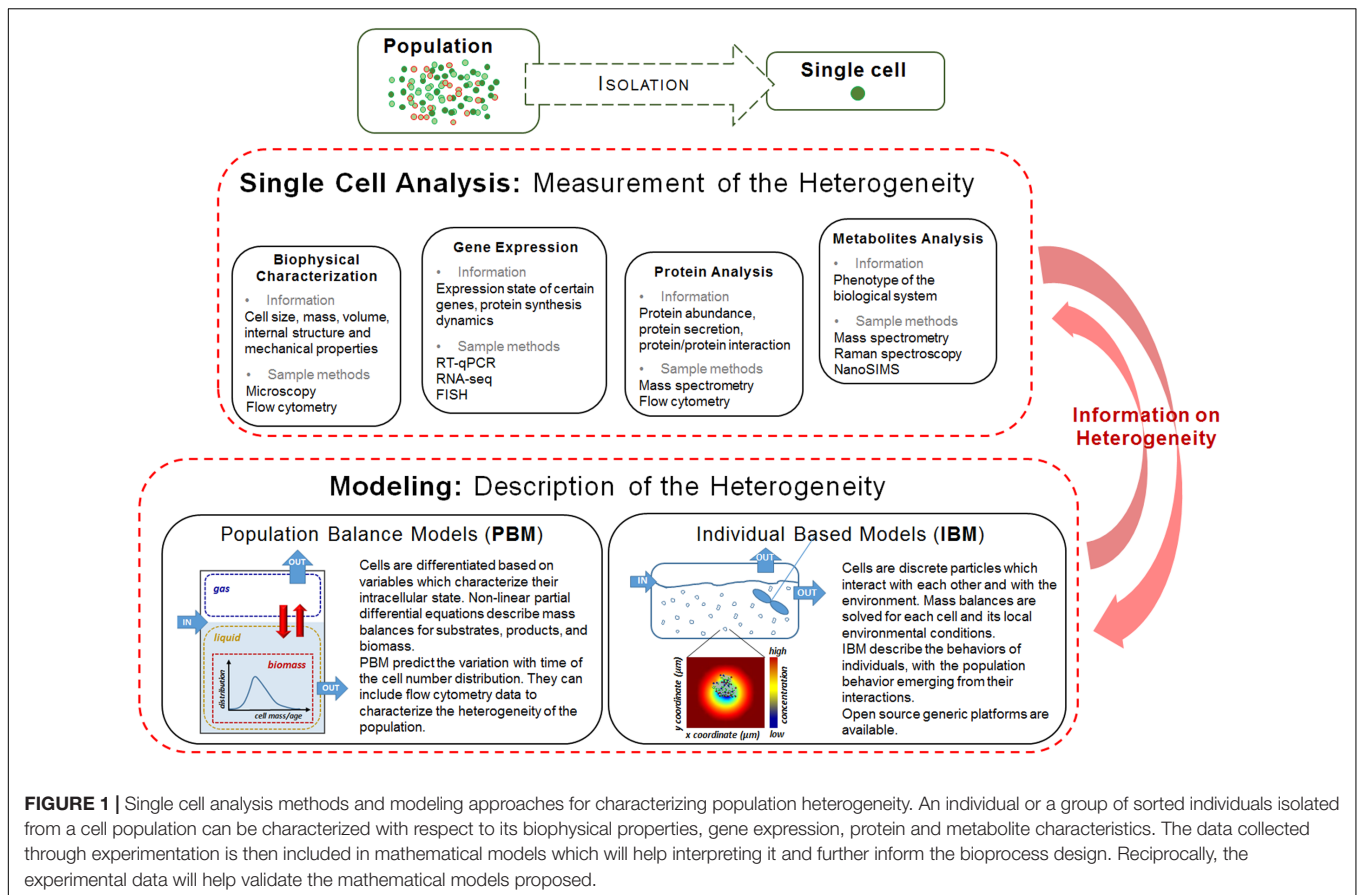 Population
ISOLATION
Single cell
Single Cell Analysis: Measurement of the Heterogeneity
Biophysical
Characterization
• Information
Cell size, mass, volume,
internal structure and
mechanical properties
• Sample methods
Microscopy
Flow cytometry
Gene Expression
• Information
Expression state of certain
genes, protein synthesis
dynamics
• Sample methods
RT-qPCR
RNA-seq
FISH
Protein Analysis
• Information
Protein abundance,
protein secretion,
protein/protein interaction
• Sample methods
Mass spectrometry
Flow cytometry
Metabolites Analysis
• Information
Phenotype of the
biological system
• Sample methods
Mass spectrometry
Raman spectroscopy
NanoSIMS
Information on
Heterogeneity
Modeling: Description of the Heterogeneity
Population Balance Models (PBM)
OUT
gas
IN
liquid
biomass
distribution
cell mass/age
OUT
Cells are differentiated based on
variables which characterize their
intracellular state. Non-linear partial
differential equations describe mass
balances for substrates, products, and
biomass.
PBM predict the variation with time of
the cell number distribution. They can
include flow cytometry data to
characterize the heterogeneity of the
population.
Individual Based Models (IBM)
OUT
IN
OUT
high
y coordinate (µm)
concentration
x coordinate (µm)
low
Cells are discrete particles which
interact with each other and with the
environment. Mass balances are
solved for each cell and its local
environmental conditions.
IBM describe the behaviors of
individuals, with the population
behavior emerging from their
interactions.
Open source generic platforms are
available.
FIGURE 1 | Single cell analysis methods and modeling approaches for characterizing population heterogeneity. An individual or a group of sorted individuals isolated
from a cell population can be characterized with respect to its biophysical properties, gene expression, protein and metabolite characteristics. The data collected
through experimentation is then included in mathematical models which will help interpreting it and further inform the bioprocess design. Reciprocally, the
experimental data will help validate the mathematical models proposed.